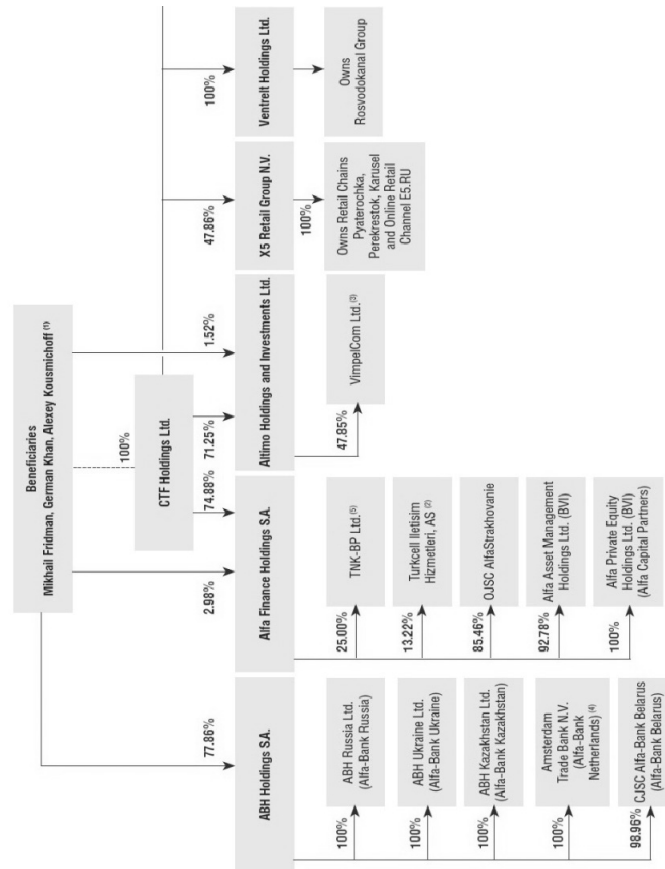 Beneficiaries
Mikhail Fridman, German Khan, Alexey Kousmichoff (1)
100%
CTF Holdings Ltd.
77.86%
2.98%
74.88%
71.25%
1.52%
47.86%
100%
ABH Holdings S.A.
Alfa Finance Holdings S.A.
Altimo Holdings and Investments Ltd.
X5 Retail Group N.V.
Ventrelt Holdings Ltd.
100%
ABH Russia Ltd.
(Alfa-Bank Russia)
100%
ABH Ukraine Ltd.
(Alfa-Bank Ukraine)
100%
ABH Kazakhstan Ltd.
(Alfa-Bank Kazakhstan)
100%
Amsterdam
Trade Bank N.V.
(Alfa-Bank
Netherlands) (4)
98.96%
CJSC Alfa-Bank Belarus
(Alfa-Bank Belarus)
25.00%
TNK-BP Ltd. (5)
13.22%
Turkcell Iletisim
Hizmetleri, AS (2)
85.46%
OJSC AlfaStrakhovanie
92.78%
Alfa Asset Management
Holdings Ltd. (BVI)
100%
Alfa Private Equity
Holdings Ltd. (BVI)
(Alfa Capital Partners)
47.85%
VimpelCom Ltd. (3)
100%
Owns Retail Chains
Pyaterochka,
Perekrestok, Karusel
and Online Retail
Channel E5.RU
Owns
Rosvodokanal Group